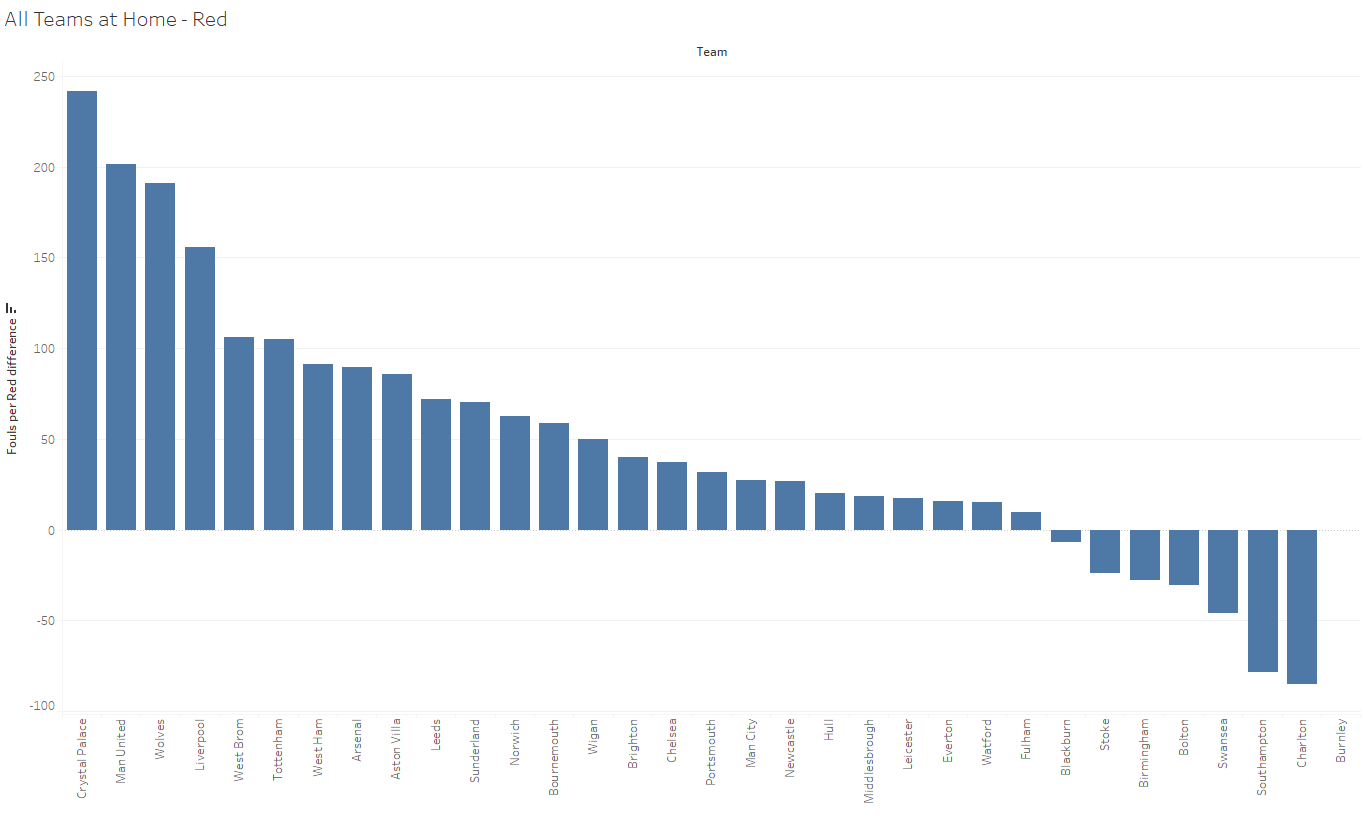 All Teams at Home - Red
Team
Fouls per Red difference
250
200
150
100
50
0
-50
-100
Crystal Palace
Man United
Wolves
Liverpool
West Brom
Tottenham
West Ham
Arsenal
Aston Villa
Leeds
Sunderland
Norwich
Bournemouth
Wigan
Brighton
Chelsea
Portsmouth
Man City
Newcastle
Hull
Middlesbrough
Leicester
Everton
Watford
Fulham
Blackburn
Stoke
Birmingham
Bolton
Swansea
Southampton
Charlton
Burnley